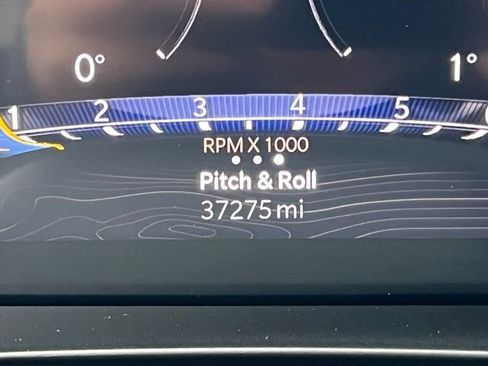 0° 1°
1 2 3 4 5
RPM X 1000
Pitch & Roll
37275 mi